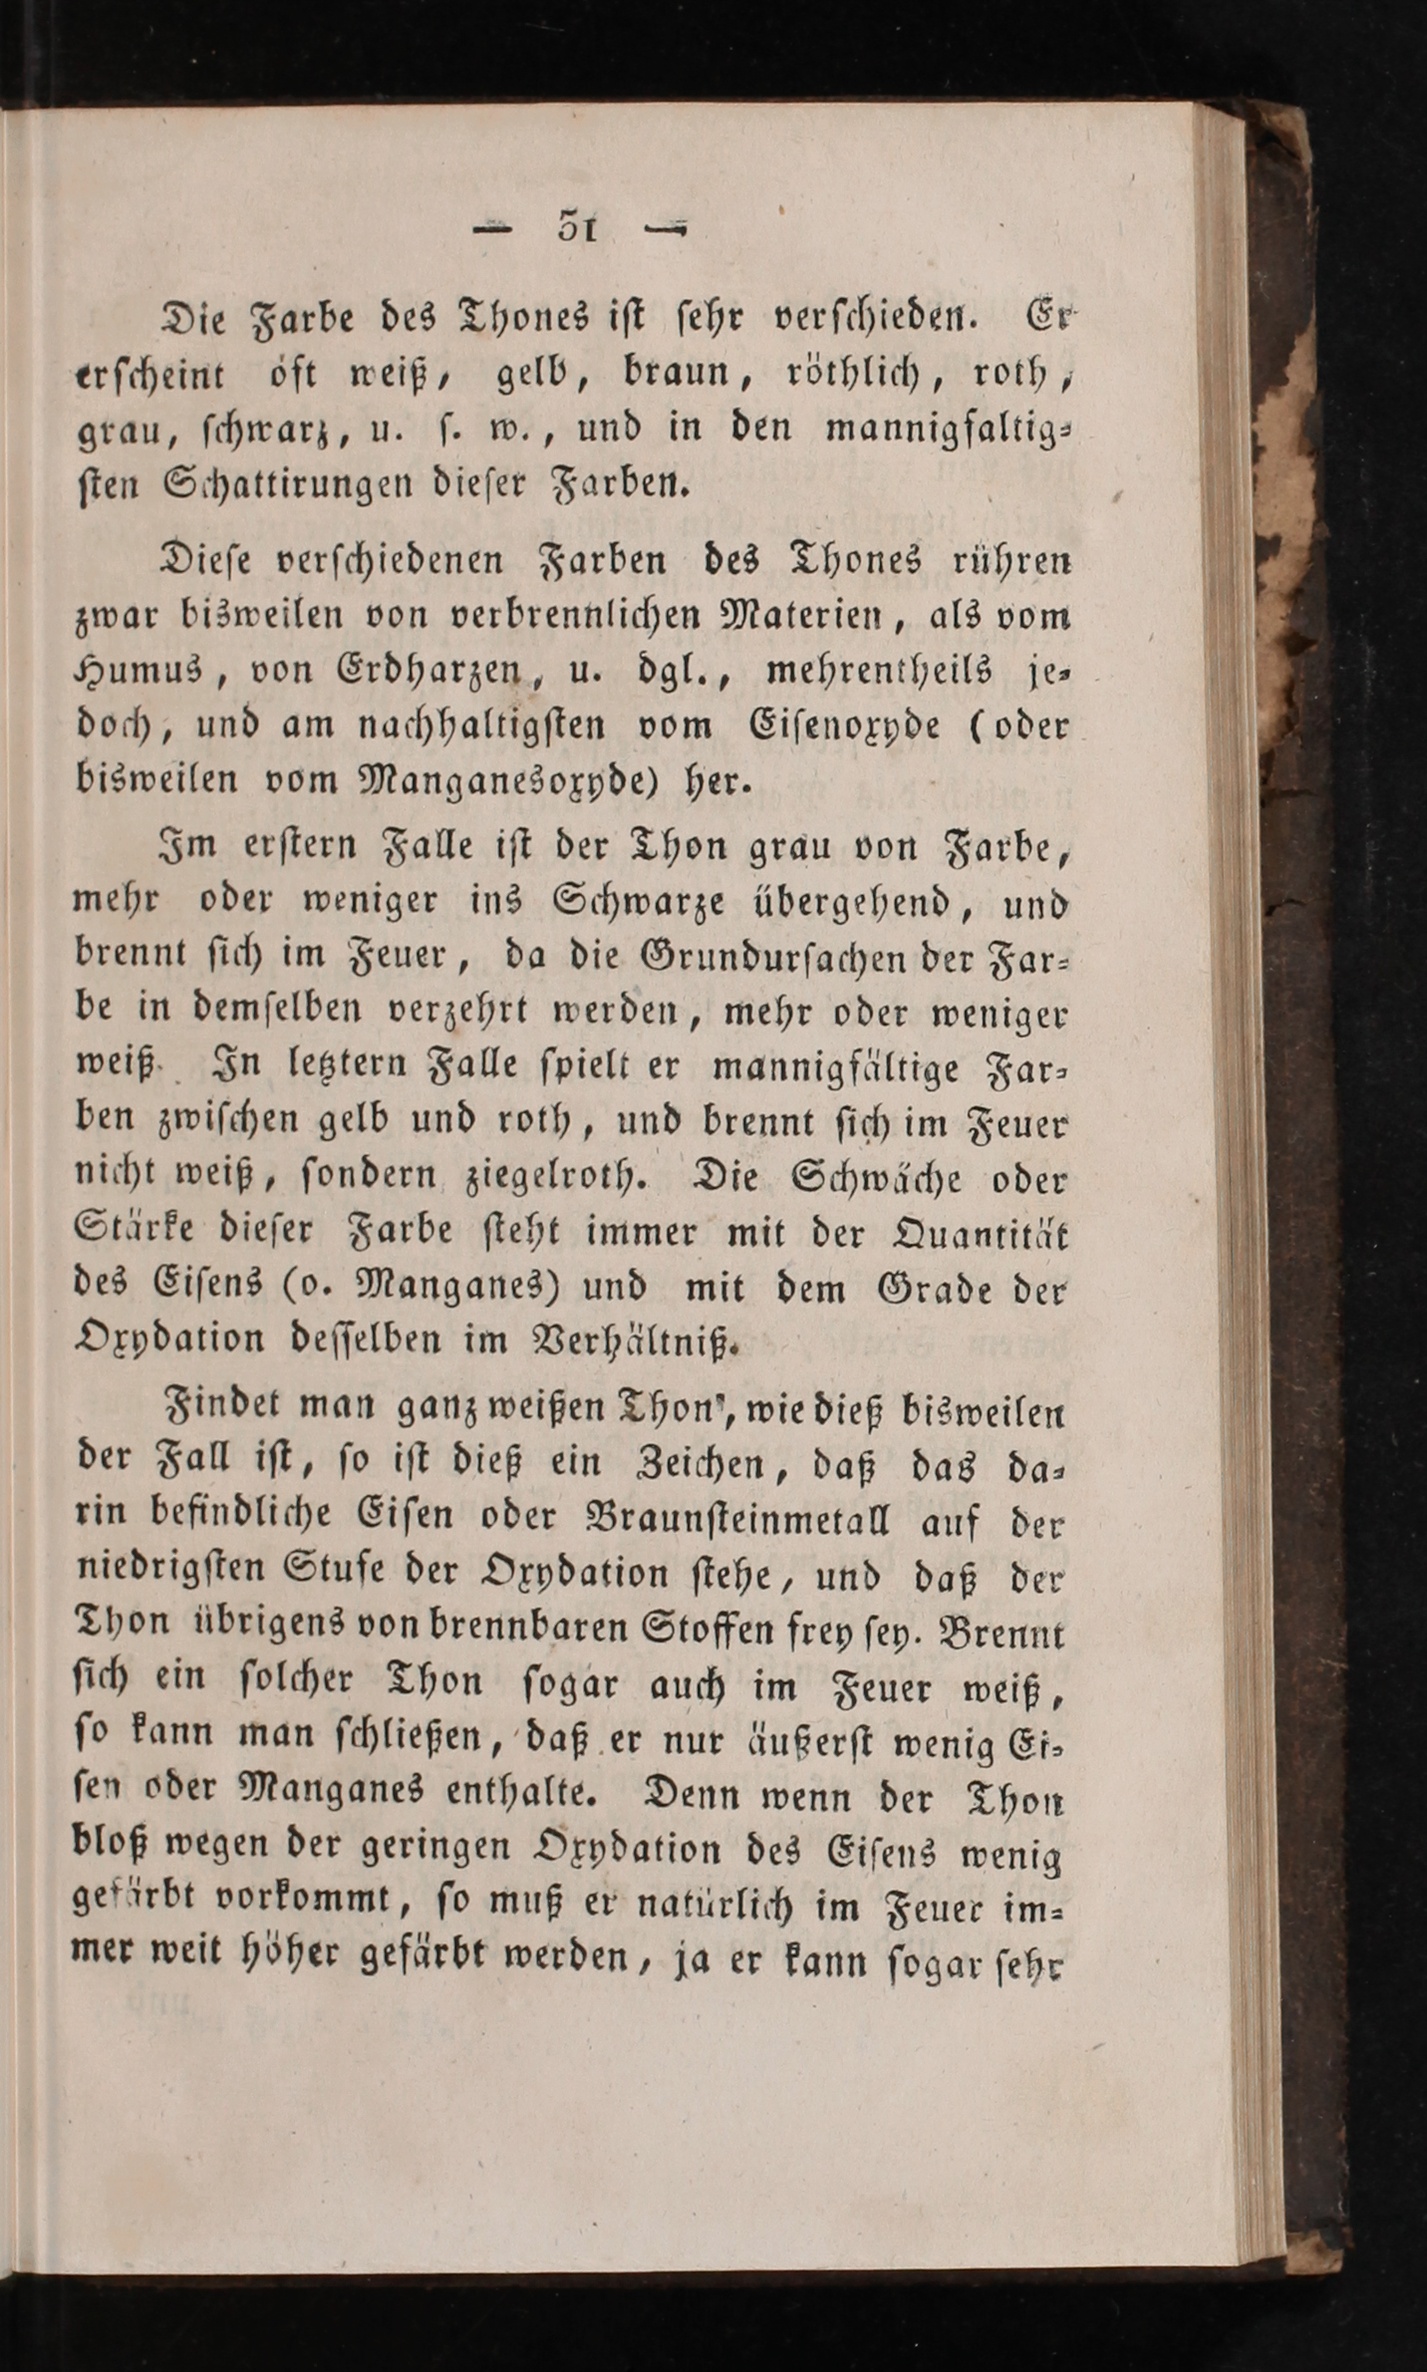 — 51 —
Die Farbe des Thones iſt ſehr verſchieden. Er
erſcheint oft weiß, gelb, braun, röthlich, roth,
grau, ſchwarz, u. ſ. w., und in den mannigfaltig⸗
ſten Schattirungen dieſer Farben.
Dieſe verſchiedenen Farben des Thones rühren
zwar bisweilen von verbrennlichen Materien, als vom
Humus, von Erdharzen, u. dgl., mehrentheils je⸗
doch, und am nachhaltigſten vom Eiſenoxyde (oder
bisweilen vom Manganesoxyde) her.
Im erſtern Falle iſt der Thon grau von Farbe,
mehr oder weniger ins Schwarze übergehend, und
brennt ſich im Feuer, da die Grundurſachen der Far⸗
be in demſelben verzehrt werden, mehr oder weniger
weiß. In letztern Falle ſpielt er mannigfältige Far⸗
ben zwiſchen gelb und roth, und brennt ſich im Feuer
nicht weiß, ſondern ziegelroth. Die Schwäche oder
Stärke dieſer Farbe ſteht immer mit der Quantität
des Eiſens (o. Manganes) und mit dem Grade der
Oxydation deſſelben im Verhältniß.
Findet man ganz weißen Thon, wie dieß bisweilen
der Fall iſt, ſo iſt dieß ein Zeichen, daß das da⸗
rin befindliche Eiſen oder Braunſteinmetall auf der
niedrigſten Stufe der Oxydation ſtehe, und daß der
Thon übrigens von brennbaren Stoffen frey ſey. Brennt
ſich ein ſolcher Thon ſogar auch im Feuer weiß,
ſo kann man ſchließen, daß er nur äußerſt wenig Ei⸗
ſen oder Manganes enthalte. Denn wenn der Thon
bloß wegen der geringen Oxydation des Eiſens wenig
gefärbt vorkommt, ſo muß er natürlich im Feuer im⸗
mer weit höher gefärbt werden, ja er kann ſogar ſehr